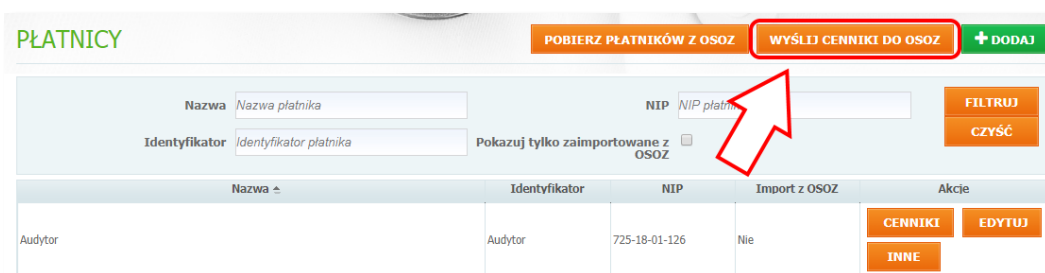 PŁATNICY
POBIERZ PŁATNIKÓW Z OSOZ
WYŚLIJ CENNIKI DO OSOZ
+ DODAJ
Nazwa Nazwa płatnika
NIP NIP płatnika
FILTRUJ
Identyfikator Identyfikator płatnika
Pokazuj tylko zaimportowane z
OSOZ
CZYŚĆ
Nazwa Identyfikator NIP Import z OSOZ Akcje
Audytor Audytor 725-18-01-126 Nie
CENNIKI EDYTUJ
INNE